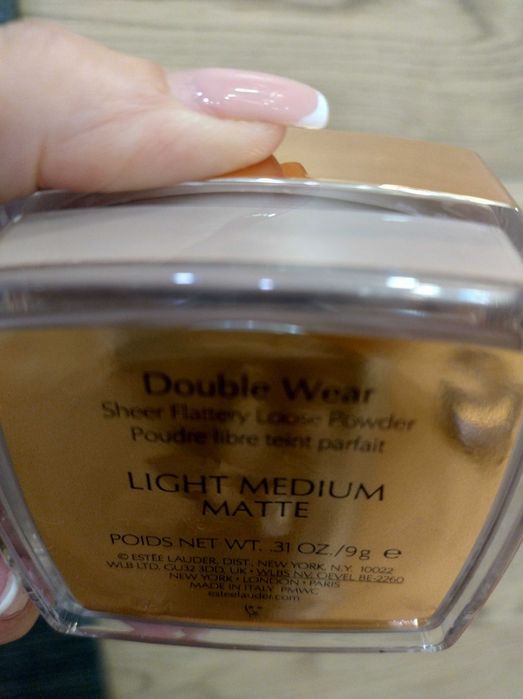 Double Wear
Sheer Flattery Loose Powder
Poudre libre teint parfait
LIGHT MEDIUM
MATTE
POIDS.NET WT. .31 OZ./9g ℮
© ESTÉE LAUDER, DIST., NEW YORK, N.Y. 10022
WLB LTD, GU32 3DD, UK • WLBS NV, OEVEL BE-2260
NEW YORK • LONDON • PARIS
MADE IN ITALY PMWC
esteelauder.com